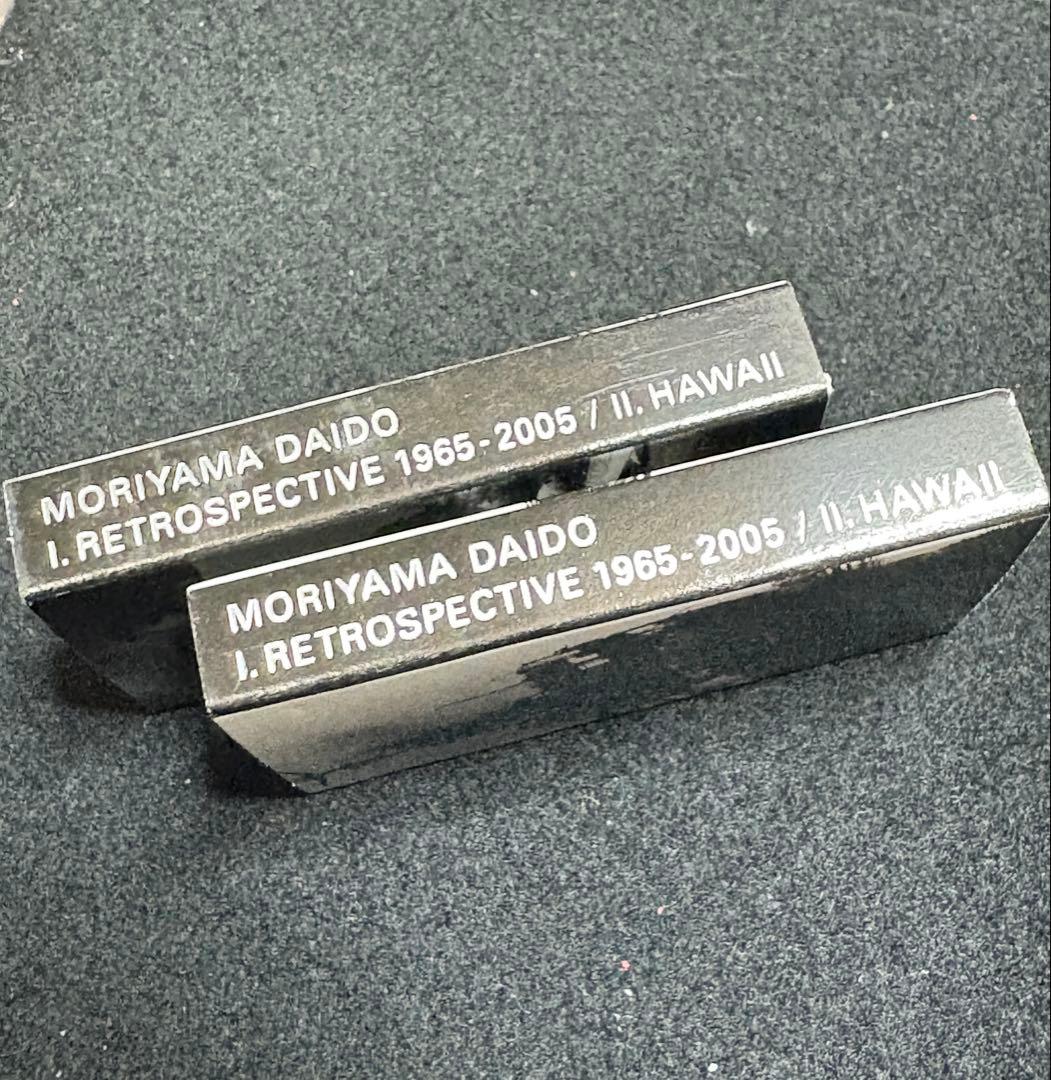 MORIYAMA DAIDO
I. RETROSPECTIVE 1965-2005 / II. HAWAII
MORIYAMA DAIDO
I. RETROSPECTIVE 1965-2005 / II. HAWAII